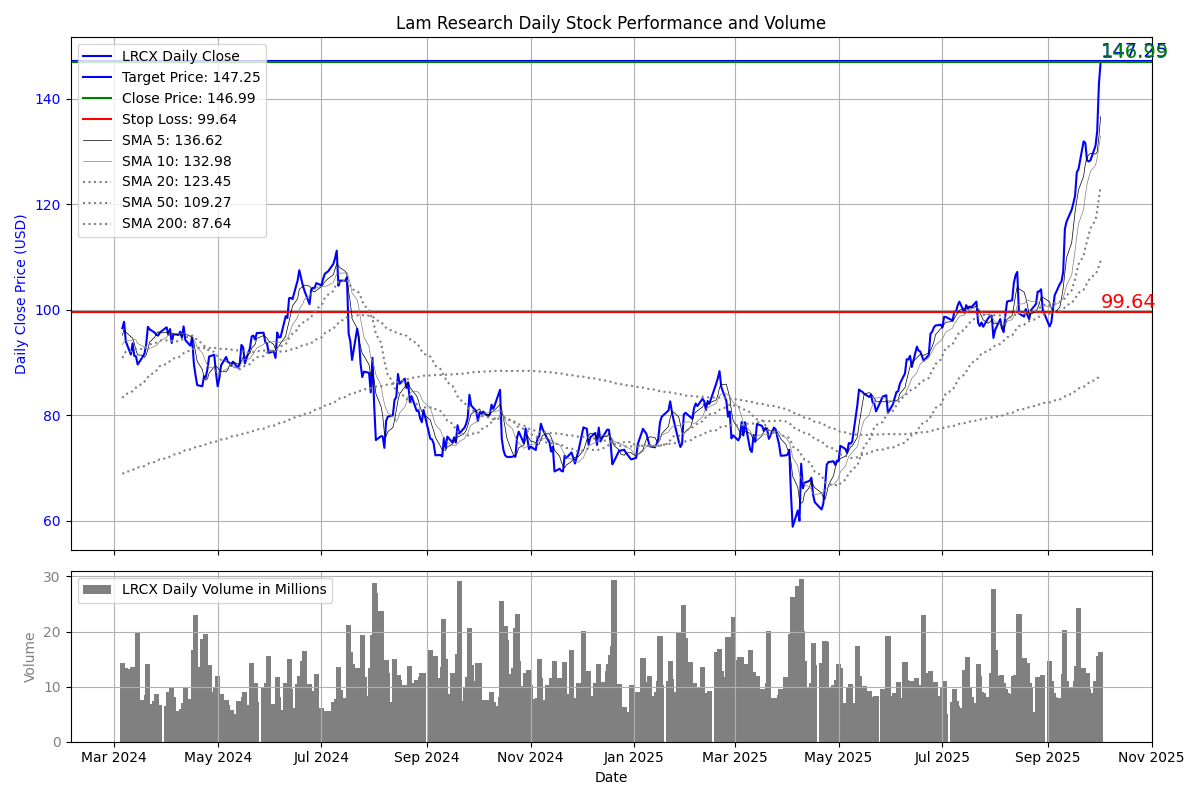 Lam Research Daily Stock Performance and Volume
LRCX Daily Close
Target Price: 147.25
Close Price: 146.99
Stop Loss: 99.64
SMA 5: 136.62
SMA 10: 132.98
SMA 20: 123.45
SMA 50: 109.27
SMA 200: 87.64
147.25
146.99
99.64
Daily Close Price (USD)
140
120
100
80
60
LRCX Daily Volume in Millions
Volume
30
20
10
0
Mar 2024 May 2024 Jul 2024 Sep 2024 Nov 2024 Jan 2025 Mar 2025 May 2025 Jul 2025 Sep 2025 Nov 2025
Date